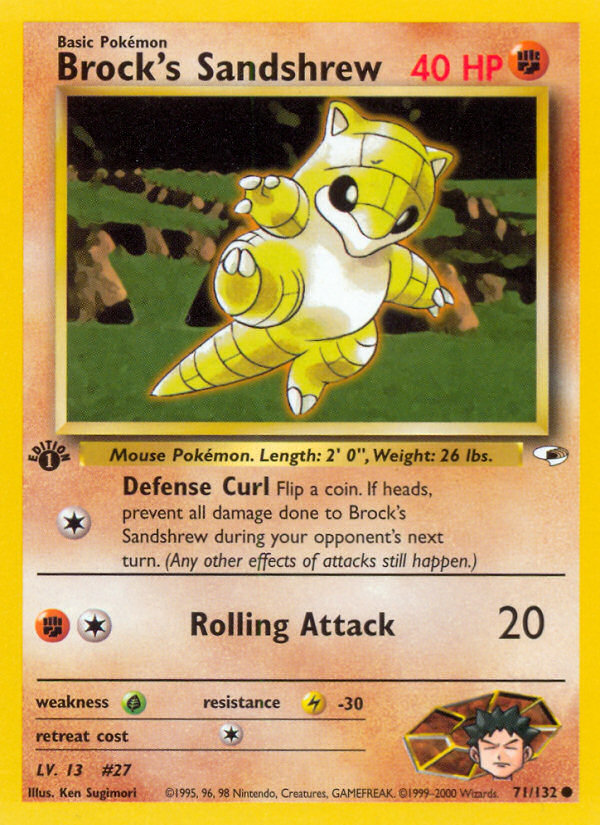 Basic Pokémon
Brock's Sandshrew 40 HP
EDITION
1
Mouse Pokémon. Length: 2' 0", Weight: 26 lbs.
Defense Curl Flip a coin. If heads,
prevent all damage done to Brock's
Sandshrew during your opponent's next
turn. (Any other effects of attacks still happen.)
Rolling Attack 20
weakness resistance -30
retreat cost
LV. 13 #27
Illus. Ken Sugimori ©1995, 96, 98 Nintendo, Creatures, GAMEFREAK. ©1999-2000 Wizards. 71/132